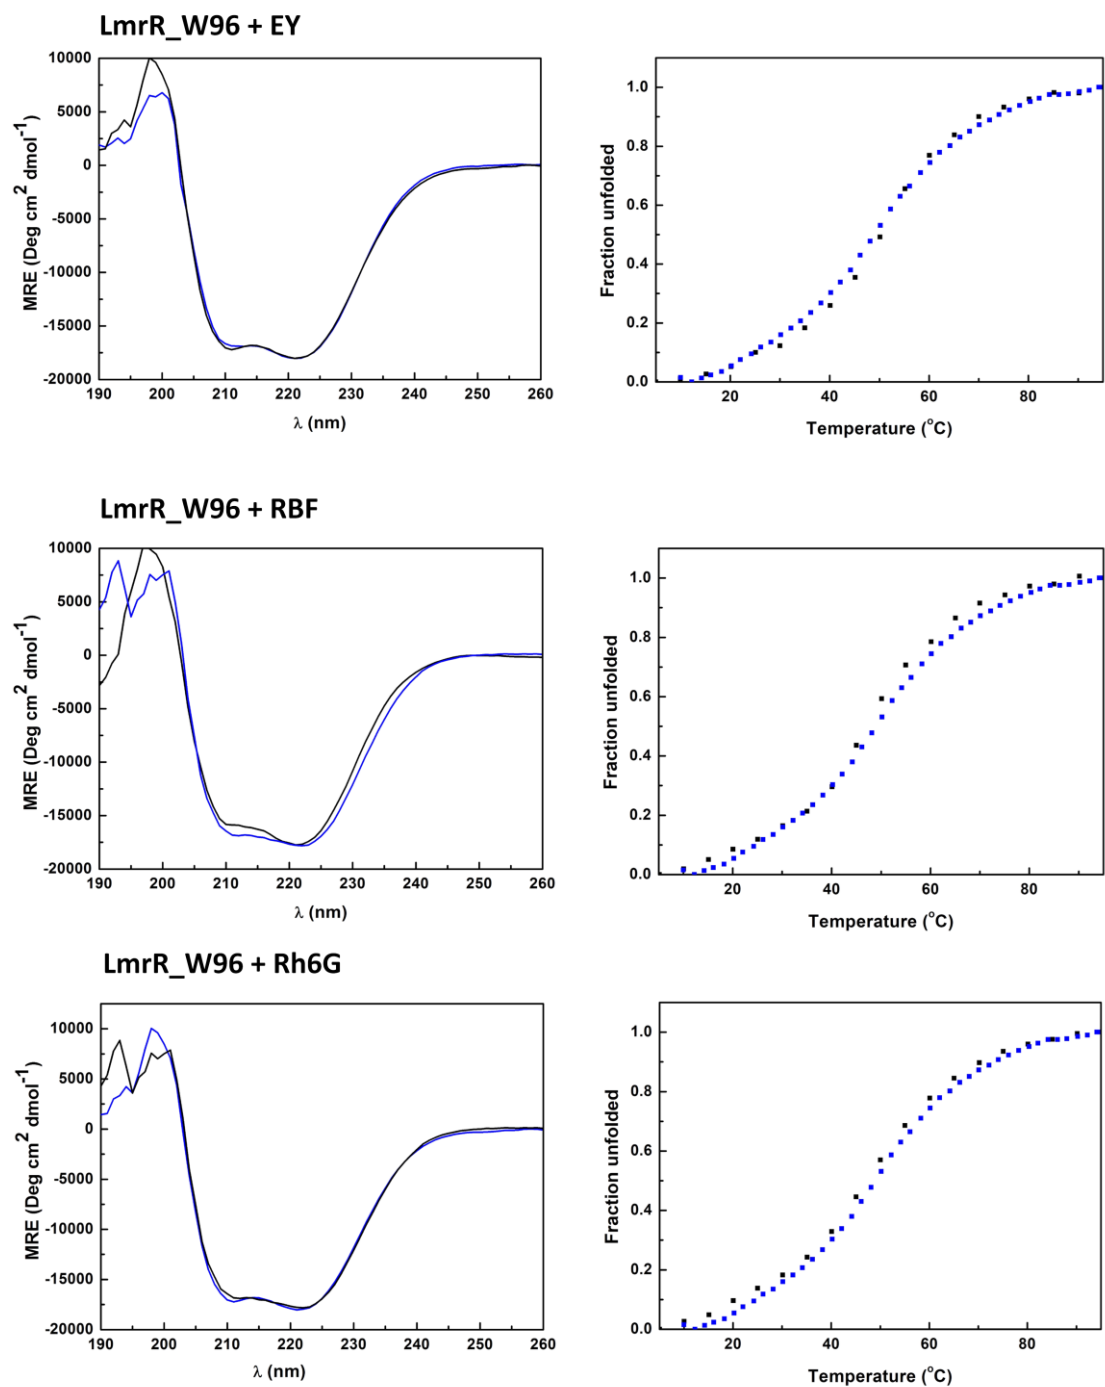 LmrR_W96 + EY
MRE (Deg cm2 dmol-1)
10000
5000
0
-5000
-10000
-15000
-20000
190 200 210 220 230 240 250 260
λ (nm)
Fraction unfolded
1.0
0.8
0.6
0.4
0.2
0.0
20 40 60 80
Temperature (oC)
LmrR_W96 + RBF
MRE (Deg cm2 dmol-1)
10000
5000
0
-5000
-10000
-15000
-20000
190 200 210 220 230 240 250 260
λ (nm)
Fraction unfolded
1.0
0.8
0.6
0.4
0.2
0.0
20 40 60 80
Temperature (oC)
LmrR_W96 + Rh6G
MRE (Deg cm2 dmol-1)
10000
5000
0
-5000
-10000
-15000
-20000
190 200 210 220 230 240 250 260
λ (nm)
Fraction unfolded
1.0
0.8
0.6
0.4
0.2
0.0
20 40 60 80
Temperature (oC)